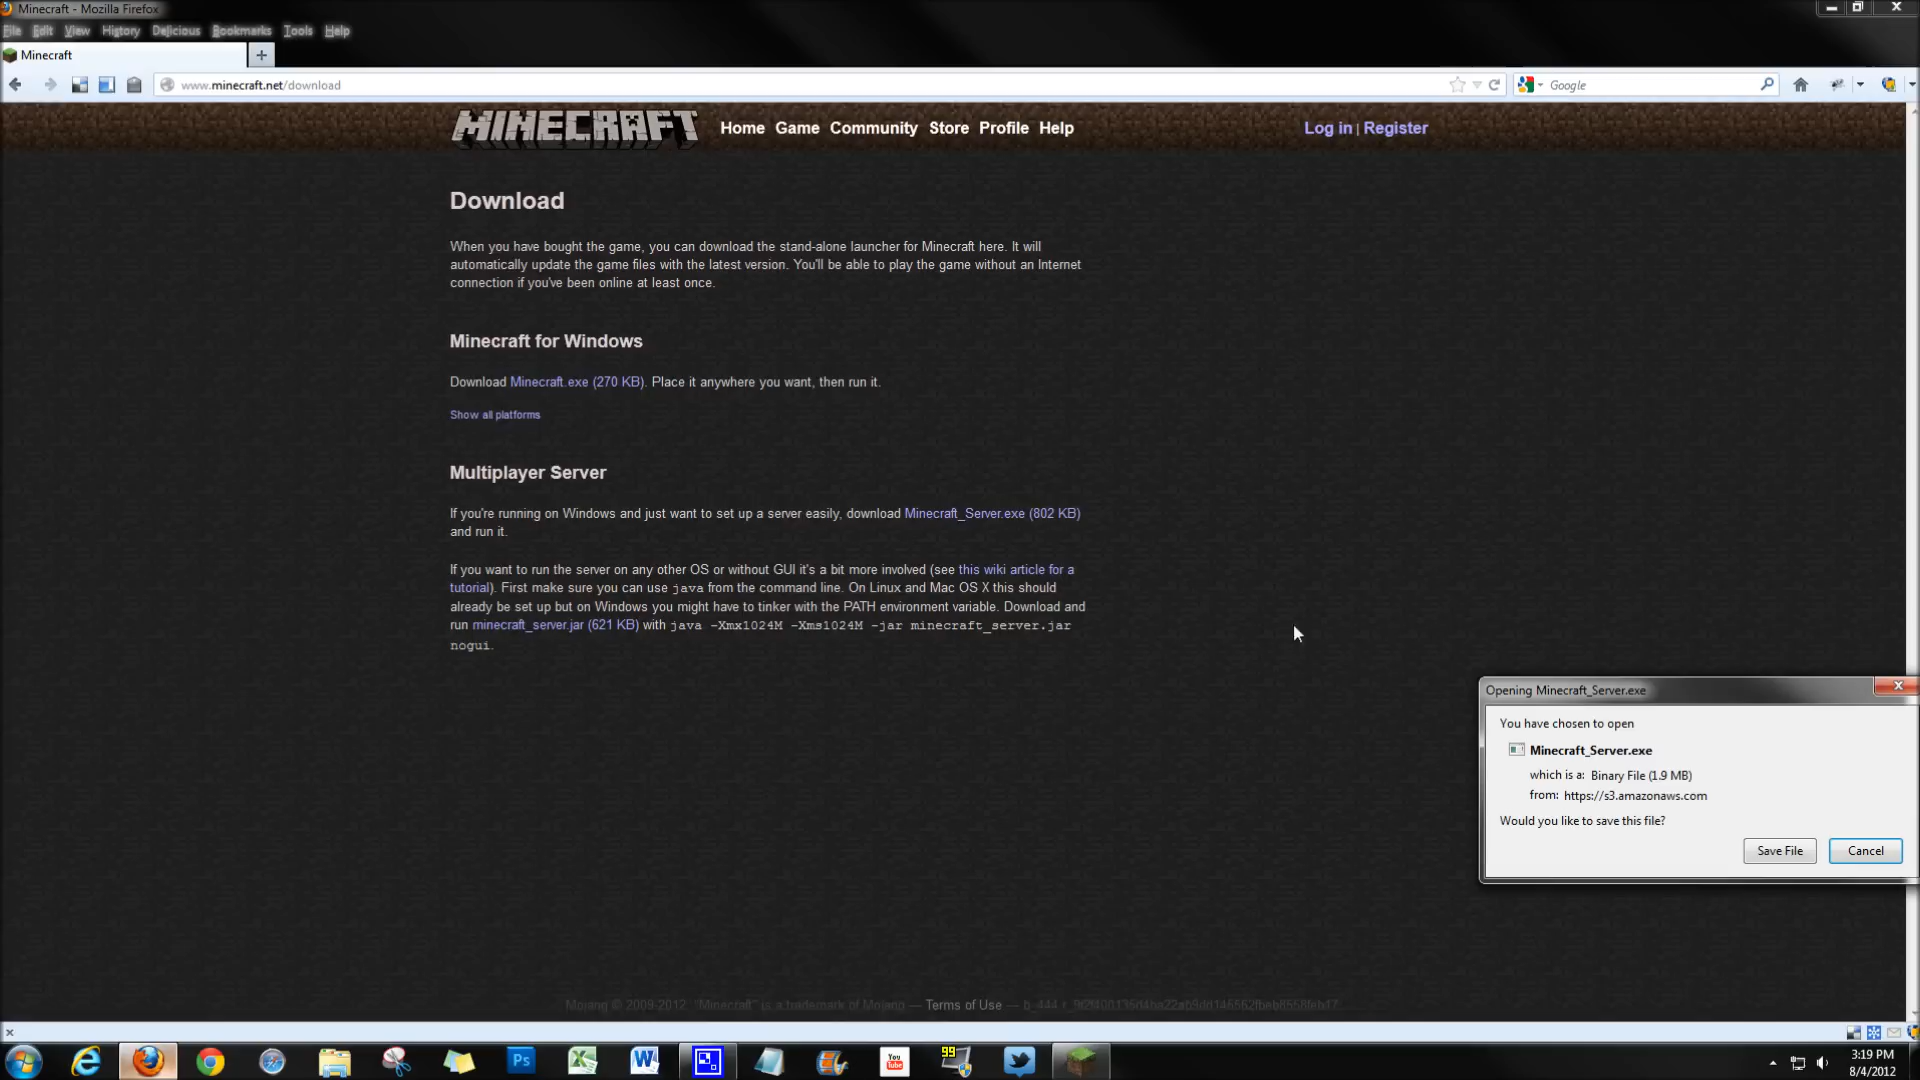 Minecraft - Mozilla Firefox
File Edit View History Delicious Bookmarks Tools Help
Minecraft
www.minecraft.net/download
Google
MINECRAFT
Home Game Community Store Profile Help
Log in | Register
Download
When you have bought the game, you can download the stand-alone launcher for Minecraft here. It will
automatically update the game files with the latest version. You'll be able to play the game without an Internet
connection if you've been online at least once.
Minecraft for Windows
Download Minecraft.exe (270 KB). Place it anywhere you want, then run it.
Show all platforms
Multiplayer Server
If you're running on Windows and just want to set up a server easily, download Minecraft_Server.exe (802 KB)
and run it.
If you want to run the server on any other OS or without GUI it's a bit more involved (see this wiki article for a
tutorial). First make sure you can use java from the command line. On Linux and Mac OS X this should
already be set up but on Windows you might have to tinker with the PATH environment variable. Download and
run minecraft_server.jar (621 KB) with java -Xmx1024M -Xms1024M -jar minecraft_server.jar
nogui.
Opening Minecraft_Server.exe
You have chosen to open
Minecraft_Server.exe
which is a: Binary File (1.9 MB)
from: https://s3.amazonaws.com
Would you like to save this file?
Save File Cancel
Mojang © 2009-2012. "Minecraft" is a trademark of Mojang — Terms of Use —
Ps
You
Tube
99
3:19 PM
8/4/2012